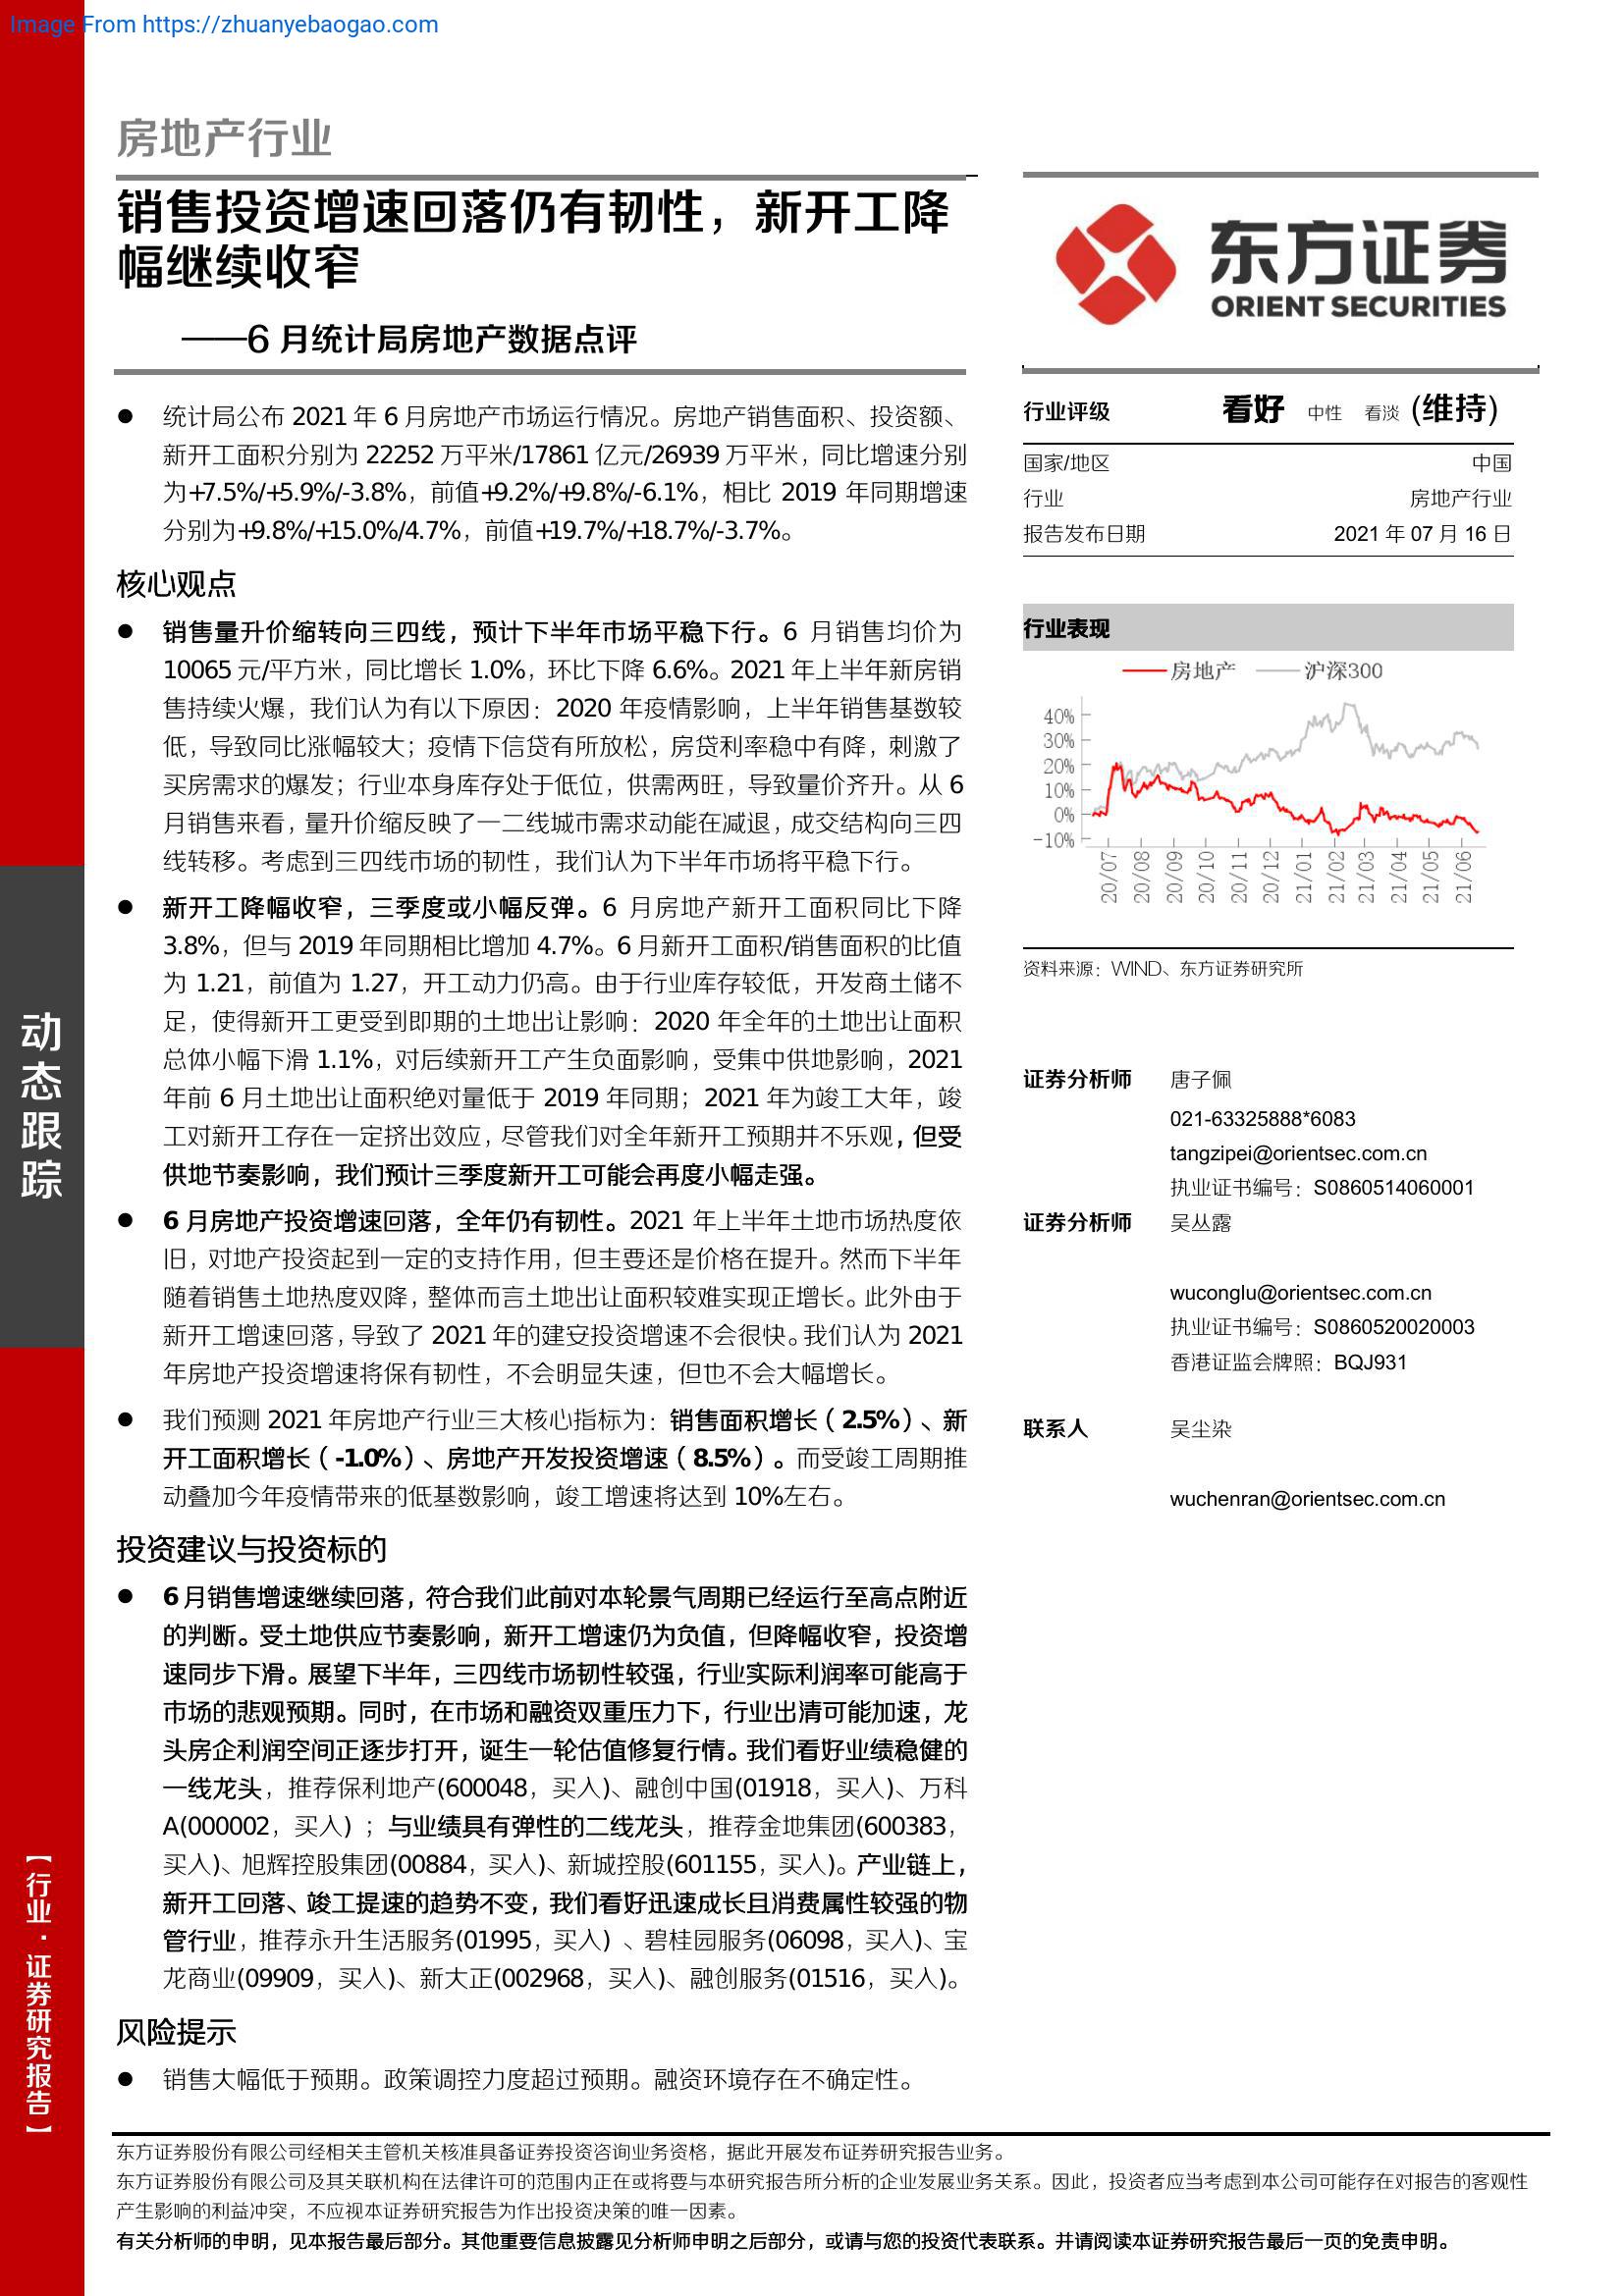 Image From https://zhuanyebaogao.com
房地产行业
销售投资增速回落仍有韧性，新开工降
幅继续收窄
——6 月统计局房地产数据点评
● 统计局公布 2021 年 6 月房地产市场运行情况。房地产销售面积、投资额、
新开工面积分别为 22252 万平米/17861 亿元/26939 万平米，同比增速分别
为+7.5%/+5.9%/-3.8%，前值+9.2%/+9.8%/-6.1%，相比 2019 年同期增速
分别为+9.8%/+15.0%/4.7%，前值+19.7%/+18.7%/-3.7%。
核心观点
● 销售量升价缩转向三四线，预计下半年市场平稳下行。6 月销售均价为
10065 元/平方米，同比增长 1.0%，环比下降 6.6%。2021 年上半年新房销
售持续火爆，我们认为有以下原因：2020 年疫情影响，上半年销售基数较
低，导致同比涨幅较大；疫情下信贷有所放松，房贷利率稳中有降，刺激了
买房需求的爆发；行业本身库存处于低位，供需两旺，导致量价齐升。从 6
月销售来看，量升价缩反映了一二线城市需求动能在减退，成交结构向三四
线转移。考虑到三四线市场的韧性，我们认为下半年市场将平稳下行。
● 新开工降幅收窄，三季度或小幅反弹。6 月房地产新开工面积同比下降
3.8%，但与 2019 年同期相比增加 4.7%。6 月新开工面积/销售面积的比值
为 1.21，前值为 1.27，开工动力仍高。由于行业库存较低，开发商土储不
足，使得新开工更受到即期的土地出让影响：2020 年全年的土地出让面积
总体小幅下滑 1.1%，对后续新开工产生负面影响，受集中供地影响，2021
年前 6 月土地出让面积绝对量低于 2019 年同期；2021 年为竣工大年，竣
工对新开工存在一定挤出效应，尽管我们对全年新开工预期并不乐观，但受
供地节奏影响，我们预计三季度新开工可能会再度小幅走强。
● 6 月房地产投资增速回落，全年仍有韧性。2021 年上半年土地市场热度依
旧，对地产投资起到一定的支持作用，但主要还是价格在提升。然而下半年
随着销售土地热度双降，整体而言土地出让面积较难实现正增长。此外由于
新开工增速回落，导致了 2021 年的建安投资增速不会很快。我们认为 2021
年房地产投资增速将保有韧性，不会明显失速，但也不会大幅增长。
● 我们预测 2021 年房地产行业三大核心指标为：销售面积增长（2.5%）、新
开工面积增长（-1.0%）、房地产开发投资增速（8.5%）。而受竣工周期推
动叠加今年疫情带来的低基数影响，竣工增速将达到 10%左右。
投资建议与投资标的
● 6 月销售增速继续回落，符合我们此前对本轮景气周期已经运行至高点附近
的判断。受土地供应节奏影响，新开工增速仍为负值，但降幅收窄，投资增
速同步下滑。展望下半年，三四线市场韧性较强，行业实际利润率可能高于
市场的悲观预期。同时，在市场和融资双重压力下，行业出清可能加速，龙
头房企利润空间正逐步打开，诞生一轮估值修复行情。我们看好业绩稳健的
一线龙头，推荐保利地产(600048，买入)、融创中国(01918，买入)、万科
A(000002，买入)；与业绩具有弹性的二线龙头，推荐金地集团(600383，
买入)、旭辉控股集团(00884，买入)、新城控股(601155，买入)。产业链上，
新开工回落、竣工提速的趋势不变，我们看好迅速成长且消费属性较强的物
管行业，推荐永升生活服务(01995，买入) 、碧桂园服务(06098，买入)、宝
龙商业(09909，买入)、新大正(002968，买入)、融创服务(01516，买入)。
风险提示
● 销售大幅低于预期。政策调控力度超过预期。融资环境存在不确定性。
东方证券
ORIENT SECURITIES
行业评级 看好 中性 看淡 (维持)
国家/地区 中国
行业 房地产行业
报告发布日期 2021 年 07 月 16 日
行业表现
房地产 沪深300
40%
30%
20%
10%
0%
-10%
20/07 20/08 20/09 20/10 20/11 20/12 21/01 21/02 21/03 21/04 21/05 21/06
资料来源：WIND、东方证券研究所
证券分析师 唐子佩
021-63325888*6083
tangzipei@orientsec.com.cn
执业证书编号：S0860514060001
证券分析师 吴丛露
wuconglu@orientsec.com.cn
执业证书编号：S0860520020003
香港证监会牌照：BQJ931
联系人 吴尘染
wuchenran@orientsec.com.cn
动态跟踪
【行业·证券研究报告】
东方证券股份有限公司经相关主管机关核准具备证券投资咨询业务资格，据此开展发布证券研究报告业务。
东方证券股份有限公司及其关联机构在法律许可的范围内正在或将要与本研究报告所分析的企业发展业务关系。因此，投资者应当考虑到本公司可能存在对报告的客观性
产生影响的利益冲突，不应视本证券研究报告为作出投资决策的唯一因素。
有关分析师的申明，见本报告最后部分。其他重要信息披露见分析师申明之后部分，或请与您的投资代表联系。并请阅读本证券研究报告最后一页的免责申明。